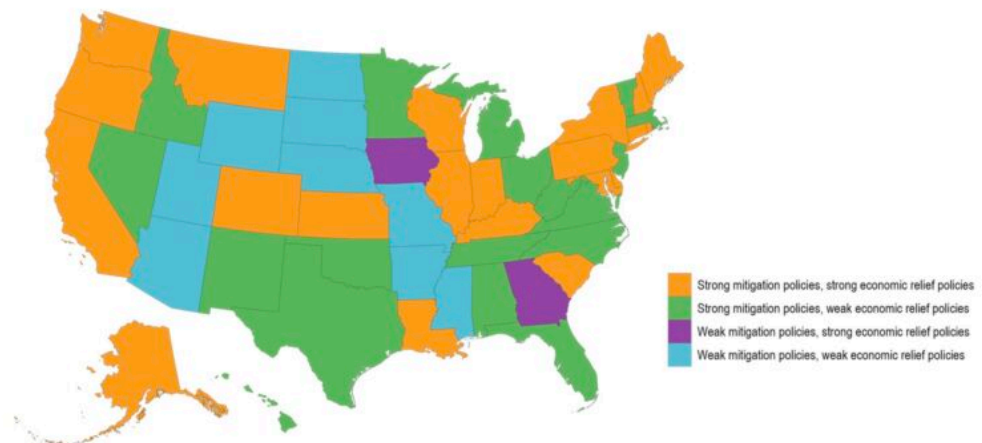 Strong mitigation policies, strong economic relief policies
Strong mitigation policies, weak economic relief policies
Weak mitigation policies, strong economic relief policies
Weak mitigation policies, weak economic relief policies